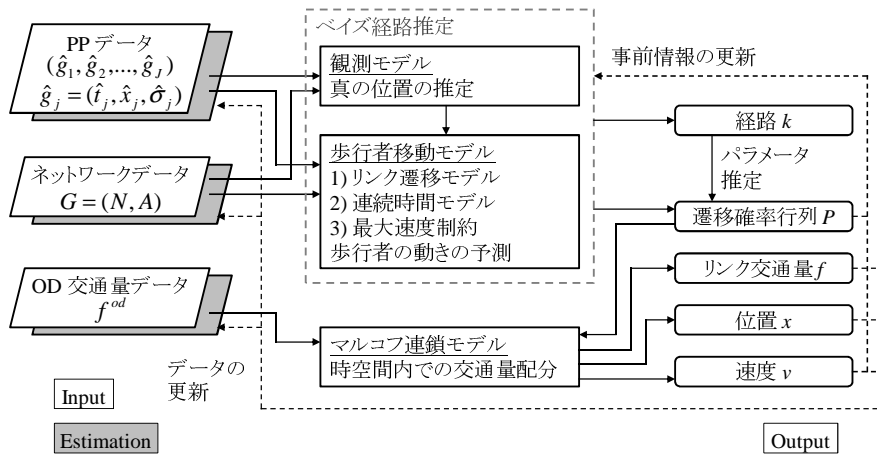 PP データ
(ĝ₁, ĝ₂,..., ĝ_J)
ĝ_j = (t̂_j, x̂_j, σ̂_j)
ネットワークデータ
G = (N, A)
OD 交通量データ
f^{od}
データの
更新
Input
Estimation
ベイズ経路推定
観測モデル
真の位置の推定
歩行者移動モデル
1) リンク遷移モデル
2) 連続時間モデル
3) 最大速度制約
歩行者の動きの予測
マルコフ連鎖モデル
時空間内での交通量配分
事前情報の更新
経路 k
パラメータ
推定
遷移確率行列 P
リンク交通量 f
位置 x
速度 v
Output